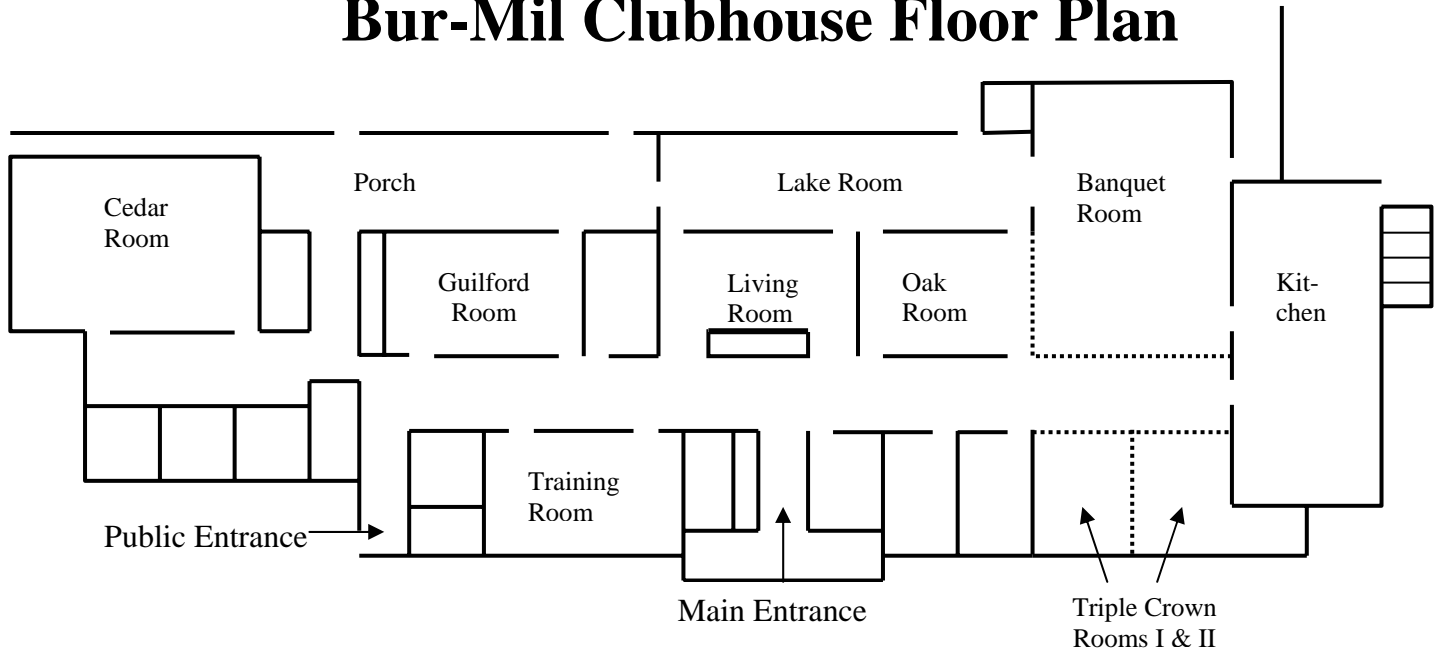 Bur-Mil Clubhouse Floor Plan
Porch
Lake Room
Banquet
Room
Cedar
Room
Guilford
Room
Living
Room
Oak
Room
Kit-
chen
Training
Room
Public Entrance
Main Entrance
Triple Crown
Rooms I & II